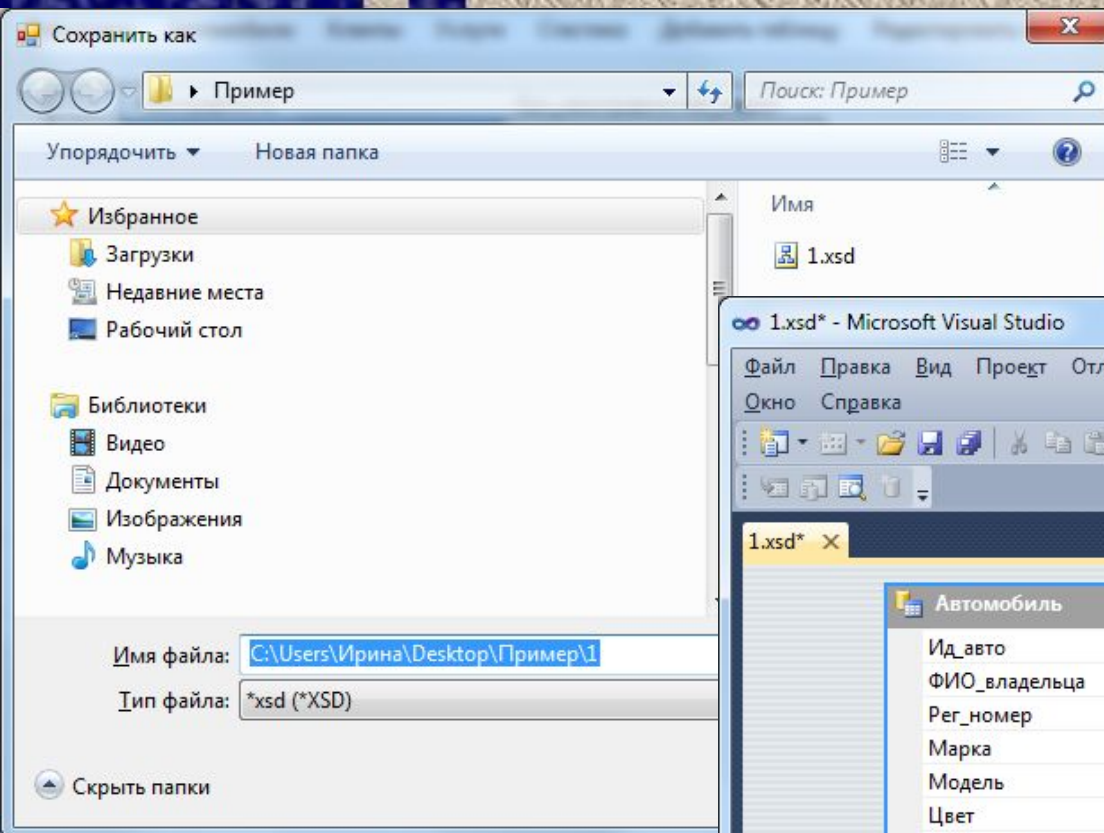 Сохранить как
Пример
Поиск: Пример
Упорядочить
Новая папка
Избранное
Загрузки
Недавние места
Рабочий стол
Библиотеки
Видео
Документы
Изображения
Музыка
Имя
1.xsd
Имя файла: C:\Users\Ирина\Desktop\Пример\1
Тип файла: *xsd (*XSD)
Скрыть папки
1.xsd* - Microsoft Visual Studio
Файл Правка Вид Проект Отл
Окно Справка
1.xsd*
Автомобиль
Ид_авто
ФИО_владельца
Рег_номер
Марка
Модель
Цвет